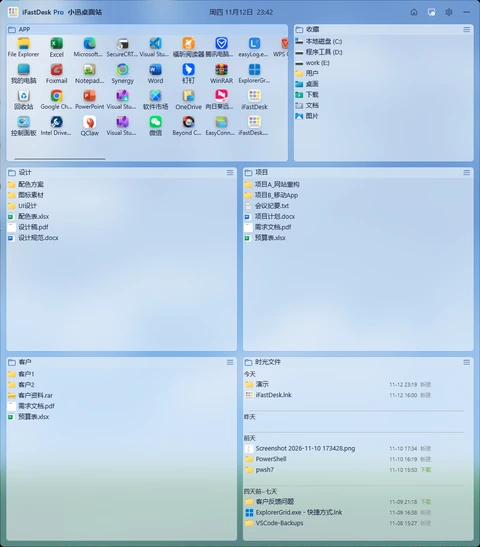 iFastDesk Pro 小迅桌面站
周四 11月12日 23:42
APP
File Explorer Excel Microsoft... SecureCRT... Visual Stu... 福昕阅读器 腾讯电脑... easyLog.e... WPS O
我的电脑 Foxmail Notepad... Synergy Word 钉钉 WinRAR ExplorerGr...
回收站 Google Ch... PowerPoint Visual Stu... 软件市场 OneDrive 向日葵远... iFastDesk
控制面板 Intel Drive... QClaw Visual Stu... 微信 Beyond C... EasyConn... iFastDesk...
收藏
本地磁盘 (C:)
程序工具 (D:)
work (E:)
用户
桌面
下载
文档
图片
设计
配色方案
图标素材
UI设计
配色表.xlsx
设计稿.pdf
设计规范.docx
项目
项目A_网站重构
项目B_移动App
会议纪要.txt
项目计划.docx
需求文档.pdf
预算表.xlsx
客户
客户1
客户2
客户资料.rar
需求文档.pdf
预算表.xlsx
时光文件
今天
演示 11-12 23:19 新建
iFastDesk.lnk 11-12 16:00 新建
昨天
前天
Screenshot 2026-11-10 173428.png 11-10 17:34 新建
PowerShell 11-10 16:19 新建
pwsh7 11-10 15:53 下载
四天前~七天
客户反馈问题 11-09 21:18 下载
ExplorerGrid.exe - 快捷方式.lnk 11-09 16:38 新建
VSCode-Backups 11-08 15:27 新建